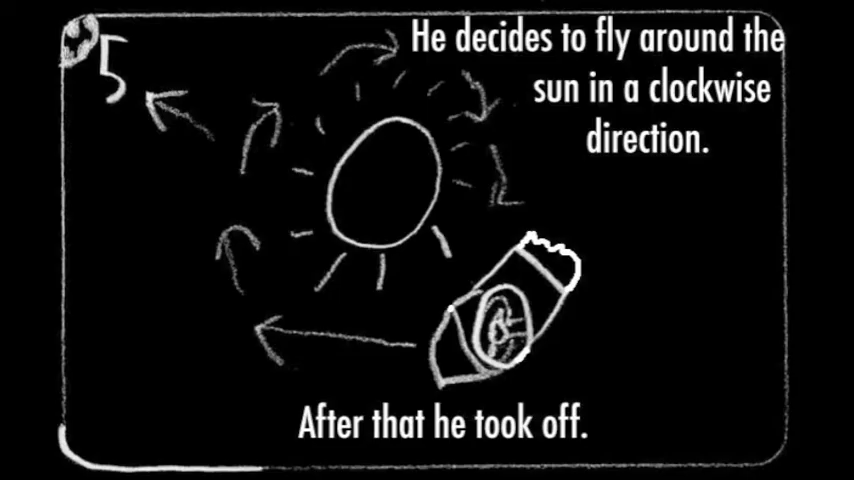 5
He decides to fly around the
sun in a clockwise
direction.
After that he took off.